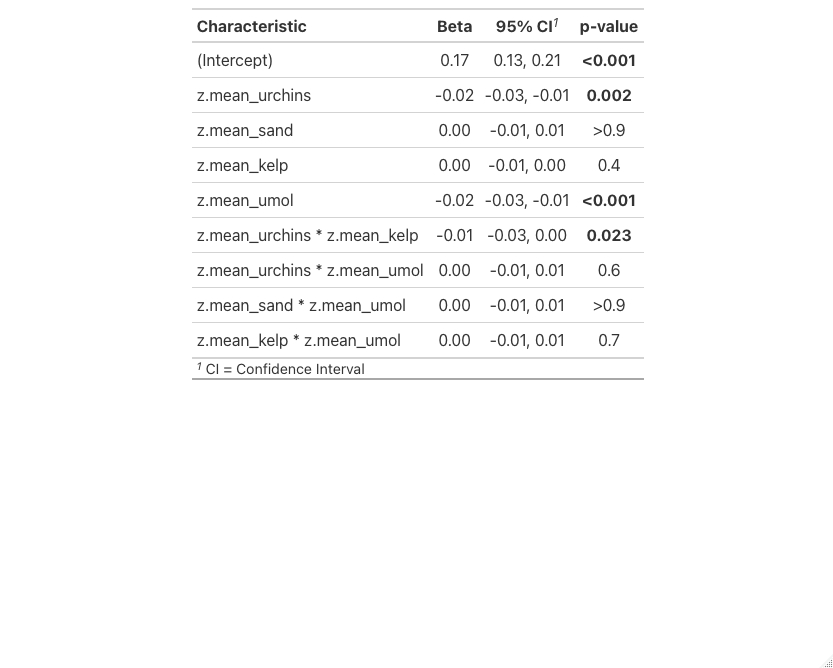 Characteristic Beta 95% CI1 p-value
(Intercept) 0.17 0.13, 0.21 <0.001
z.mean_urchins -0.02 -0.03, -0.01 0.002
z.mean_sand 0.00 -0.01, 0.01 >0.9
z.mean_kelp 0.00 -0.01, 0.00 0.4
z.mean_umol -0.02 -0.03, -0.01 <0.001
z.mean_urchins * z.mean_kelp -0.01 -0.03, 0.00 0.023
z.mean_urchins * z.mean_umol 0.00 -0.01, 0.01 0.6
z.mean_sand * z.mean_umol 0.00 -0.01, 0.01 >0.9
z.mean_kelp * z.mean_umol 0.00 -0.01, 0.01 0.7
1 CI = Confidence Interval